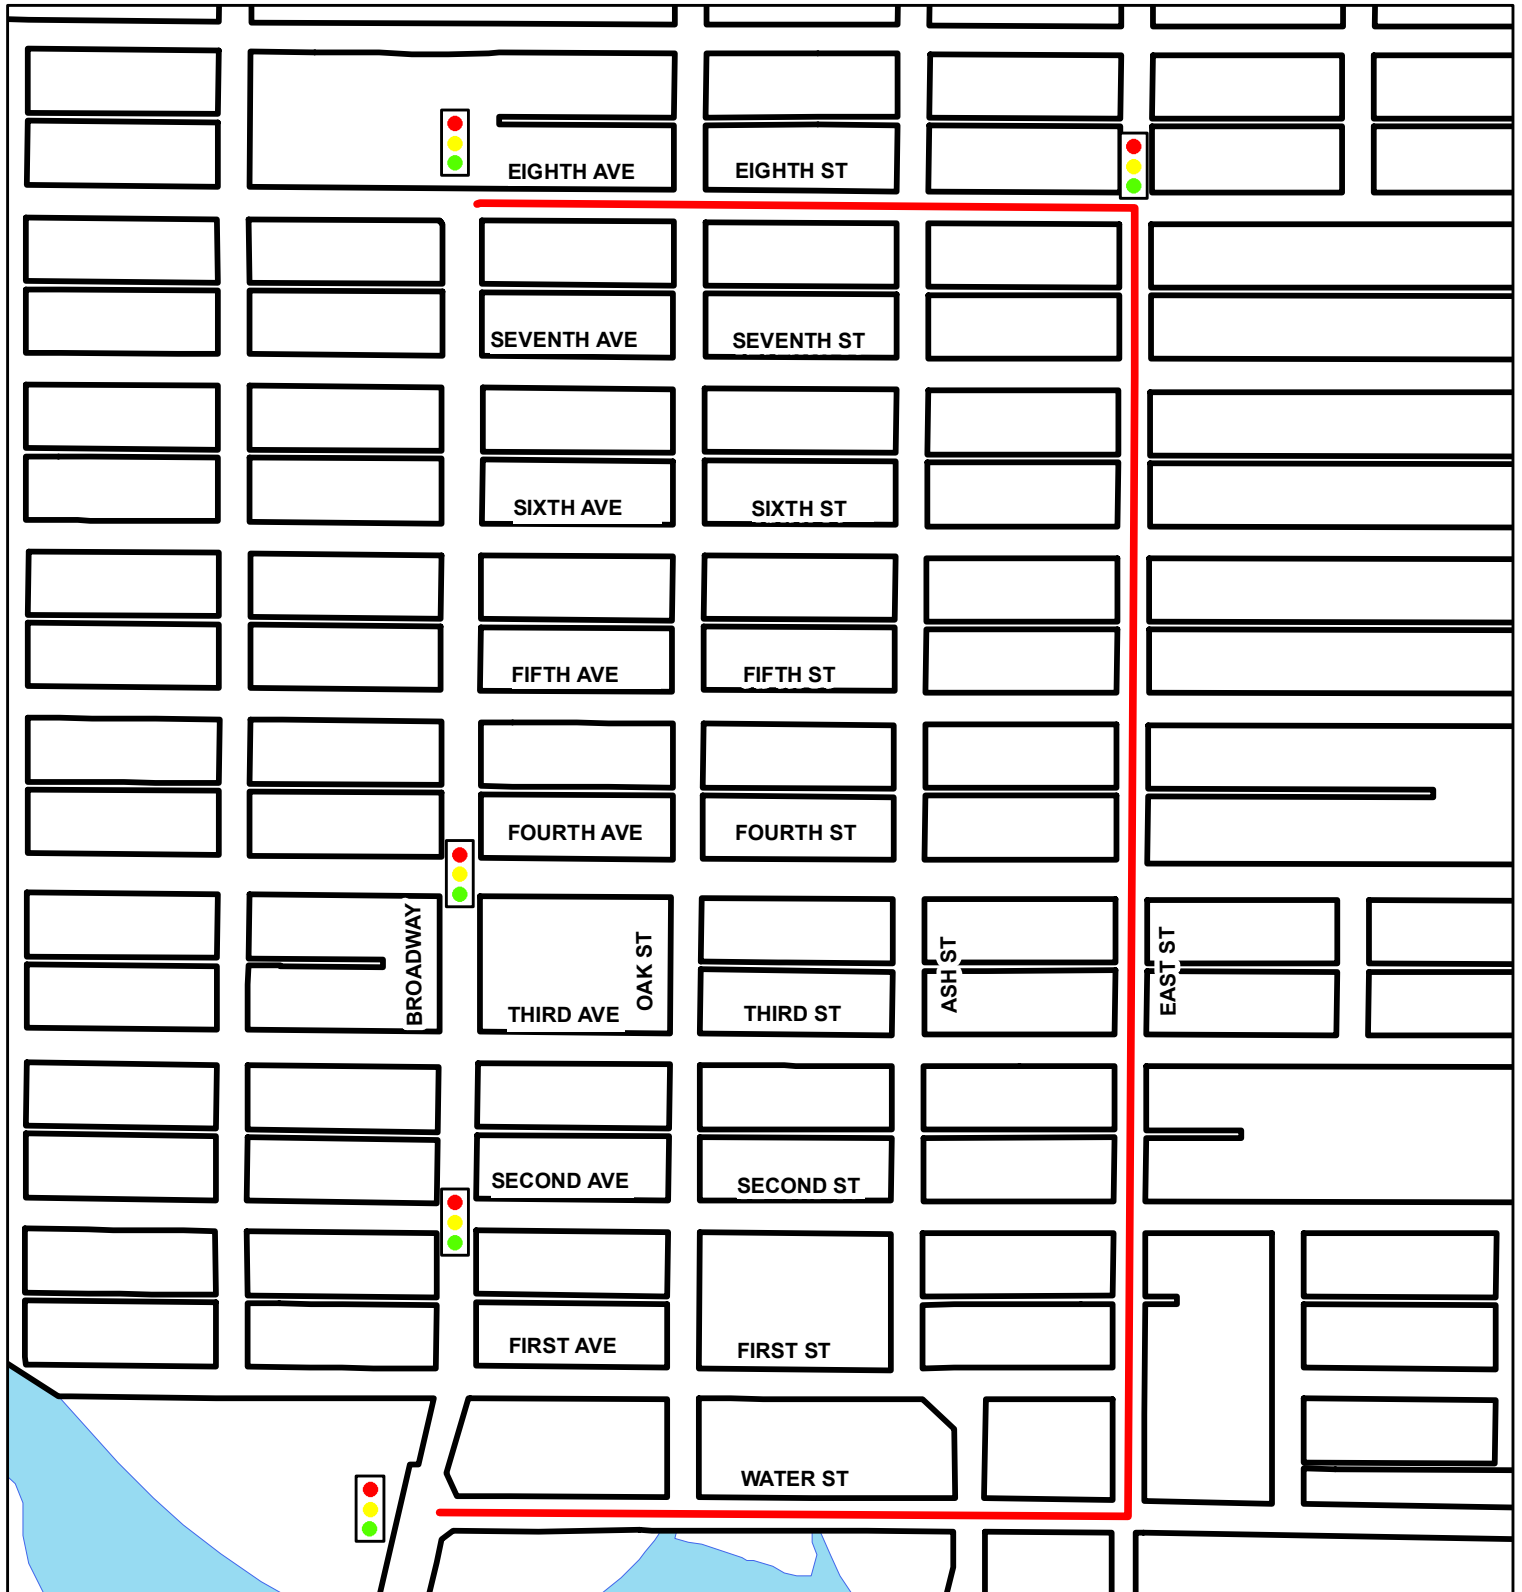 EIGHTH AVE
EIGHTH ST
SEVENTH AVE
SEVENTH ST
SIXTH AVE
SIXTH ST
FIFTH AVE
FIFTH ST
FOURTH AVE
FOURTH ST
BROADWAY
OAK ST
ASH ST
EAST ST
THIRD AVE
THIRD ST
SECOND AVE
SECOND ST
FIRST AVE
FIRST ST
WATER ST